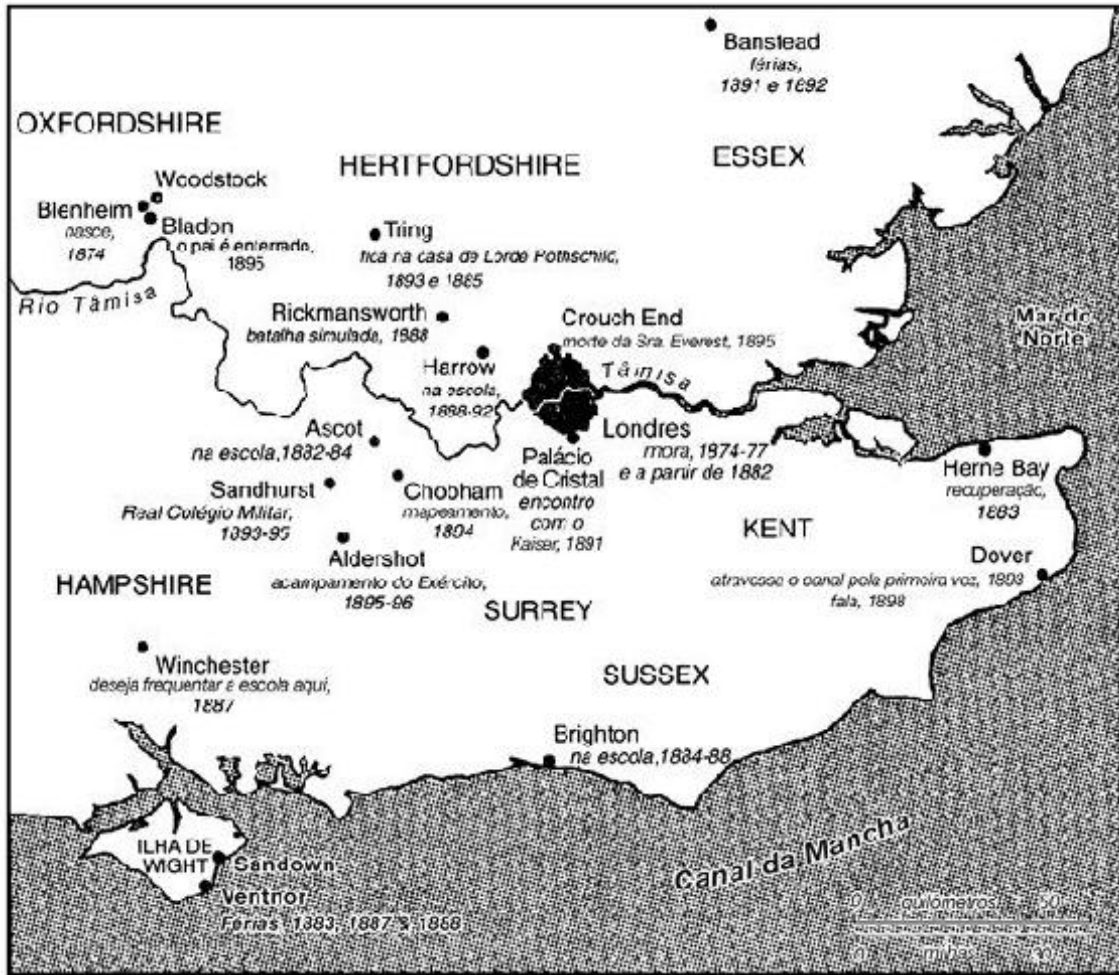 Banstead
férias,
1891 e 1892
OXFORDSHIRE
HERTFORDSHIRE
ESSEX
Woodstock
Blenheim
nasce,
1874
Bladon
o pai é enterrado,
1895
Rio Tâmisa
Tring
fica na casa de Lorde Rothschild,
1893 e
Rickmansworth
batalha simulada, 1888
Harrow
na escola,
1888-92
Crouch End
morte da Sra. Everest, 1895
Tâmisa
Mar do
Norte
Ascot
na escola, 1882-84
Londres
mora, 1874-77
e a partir de 1882
Palácio
de Cristal
encontro
com o
Kaiser, 1891
Herne Bay
recuperação,
1883
Sandhurst
Real Colégio Militar,
1893-95
Chobham
mapeamento,
1894
KENT
Dover
atravessa o canal pela primeira vez,
fala, 1898
Aldershot
acampamento do Exército,
1895-96
HAMPSHIRE
SURREY
SUSSEX
Winchester
deseja frequentar a escola aqui,
1887
Brighton
na escola, 1884-88
ILHA DE
WIGHT
Sandown
Ventnor
Férias, 1883, 1887 & 1888
Canal da Mancha
0 quilômetros 50
0 milhas 30